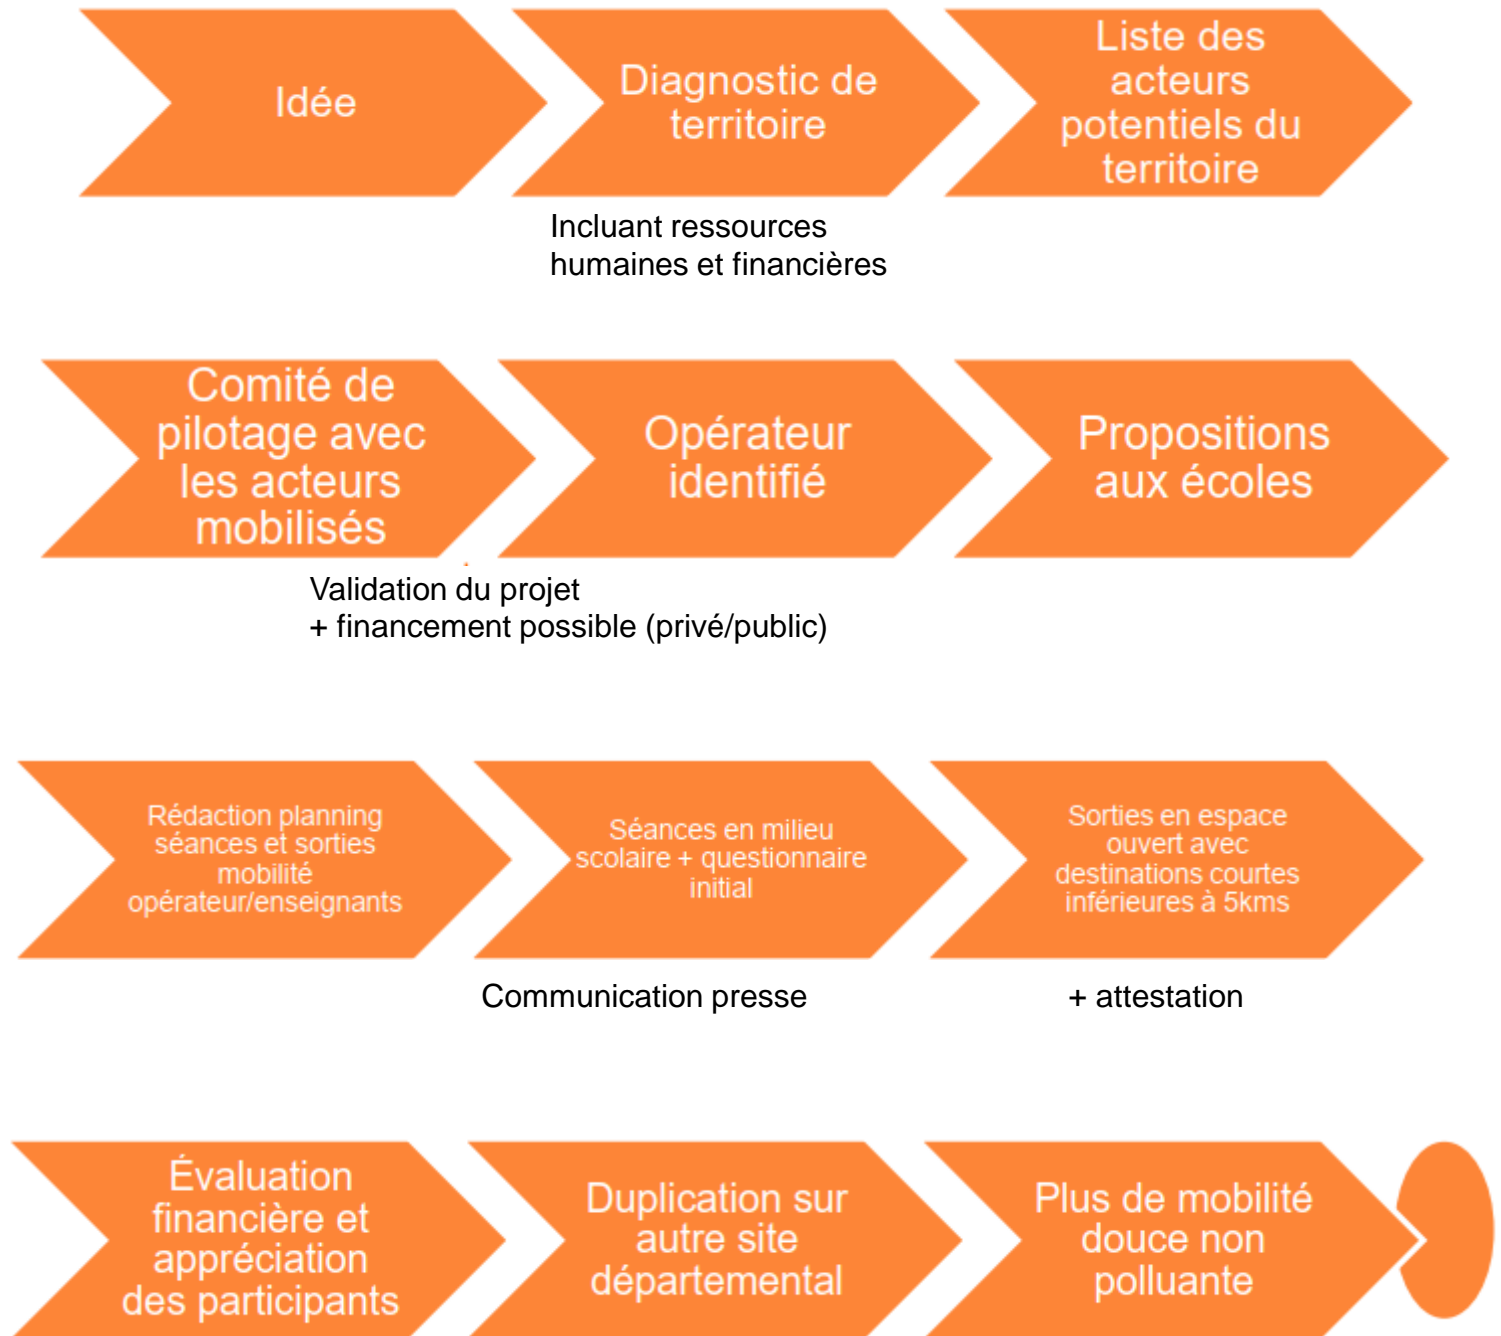 Idée
Diagnostic de
territoire
Liste des
acteurs
potentiels du
territoire
Incluant ressources
humaines et financières
Comité de
pilotage avec
les acteurs
mobilisés
Opérateur
identifié
Propositions
aux écoles
Validation du projet
+ financement possible (privé/public)
Rédaction planning
séances et sorties
mobilité
opérateur/enseignants
Séances en milieu
scolaire + questionnaire
initial
Sorties en espace
ouvert avec
destinations courtes
inférieures à 5kms
Communication presse
+ attestation
Évaluation
financière et
appréciation
des participants
Duplication sur
autre site
départemental
Plus de mobilité
douce non
polluante